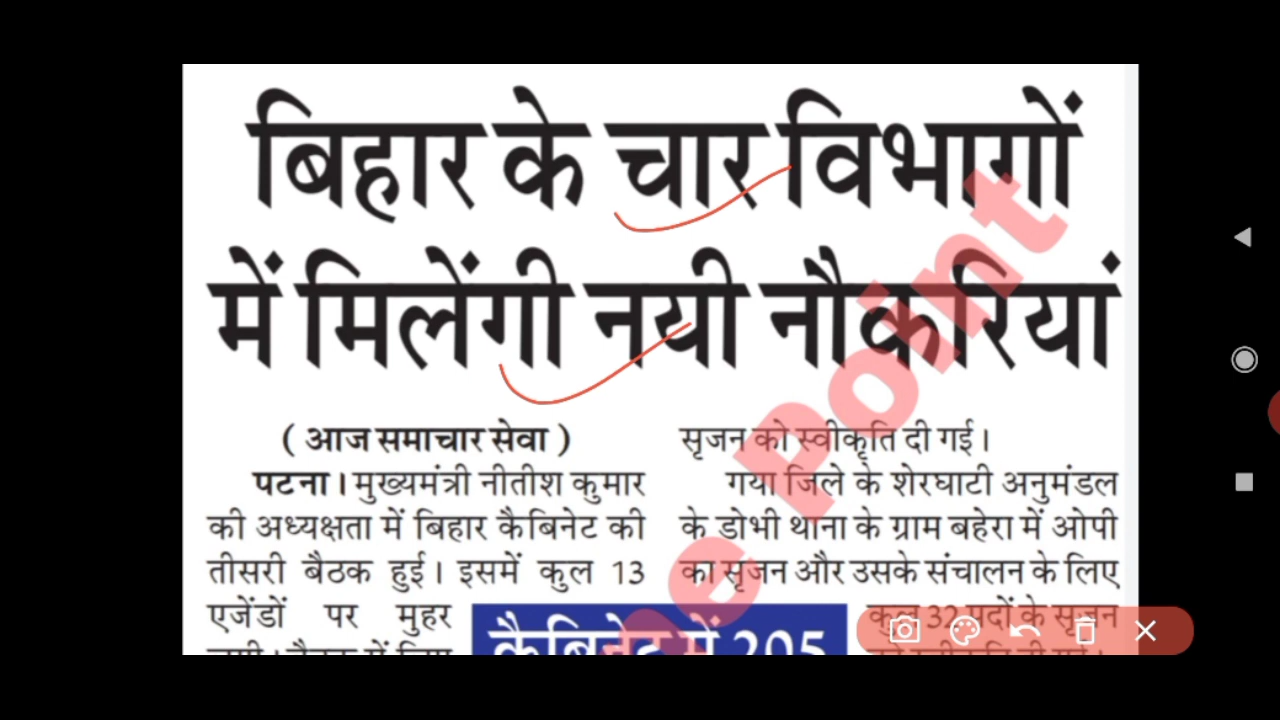 बिहार के चार विभागों
में मिलेंगी नयी नौकरियां
( आज समाचार सेवा )
पटना। मुख्यमंत्री नीतीश कुमार
की अध्यक्षता में बिहार कैबिनेट की
तीसरी बैठक हुई। इसमें कुल 13
एजेंडों पर मुहर
कैबिनेट में 205
सृजन को स्वीकृति दी गई।
गया जिले के शेरघाटी अनुमंडल
के डोभी थाना के ग्राम बहेरा में ओपी
का सृजन और उसके संचालन के लिए
कुल 32 पदों के सृजन
e Point